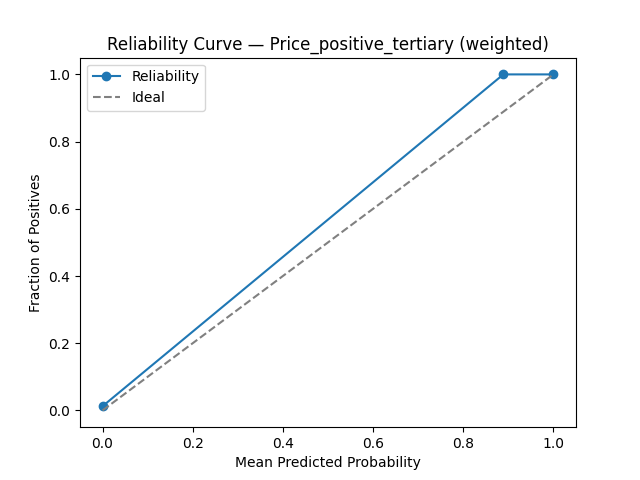 Reliability Curve — Price_positive_tertiary (weighted)
Reliability
Ideal
Fraction of Positives
1.0
0.8
0.6
0.4
0.2
0.0
0.0 0.2 0.4 0.6 0.8 1.0
Mean Predicted Probability